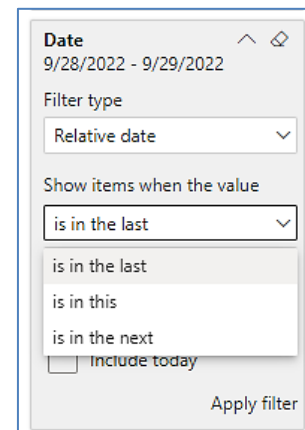 Date
9/28/2022 - 9/29/2022
Filter type
Relative date
Show items when the value
is in the last
is in the last
is in this
is in the next
Include today
Apply filter